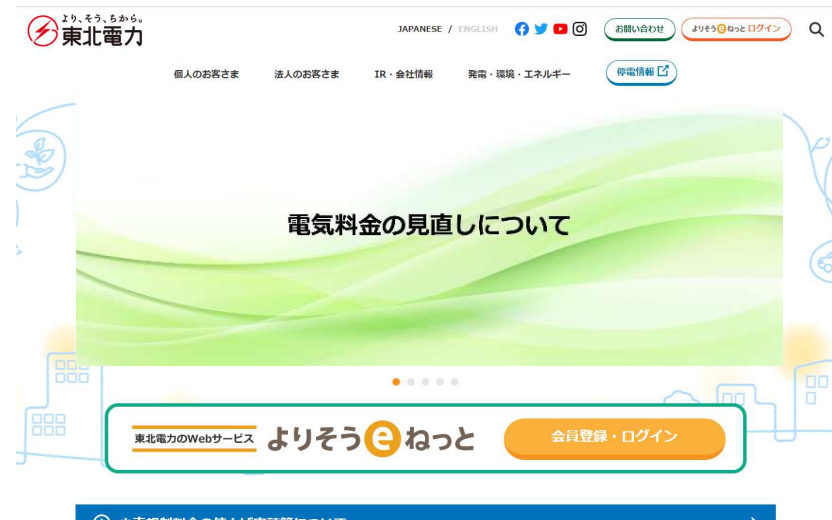 より、そう、ちから。
東北電力
JAPANESE / ENGLISH
お問い合わせ
よりそうeねっと ログイン
個人のお客さま
法人のお客さま
IR・会社情報
発電・環境・エネルギー
停電情報
電気料金の見直しについて
東北電力のWebサービス
よりそうeねっと
会員登録・ログイン